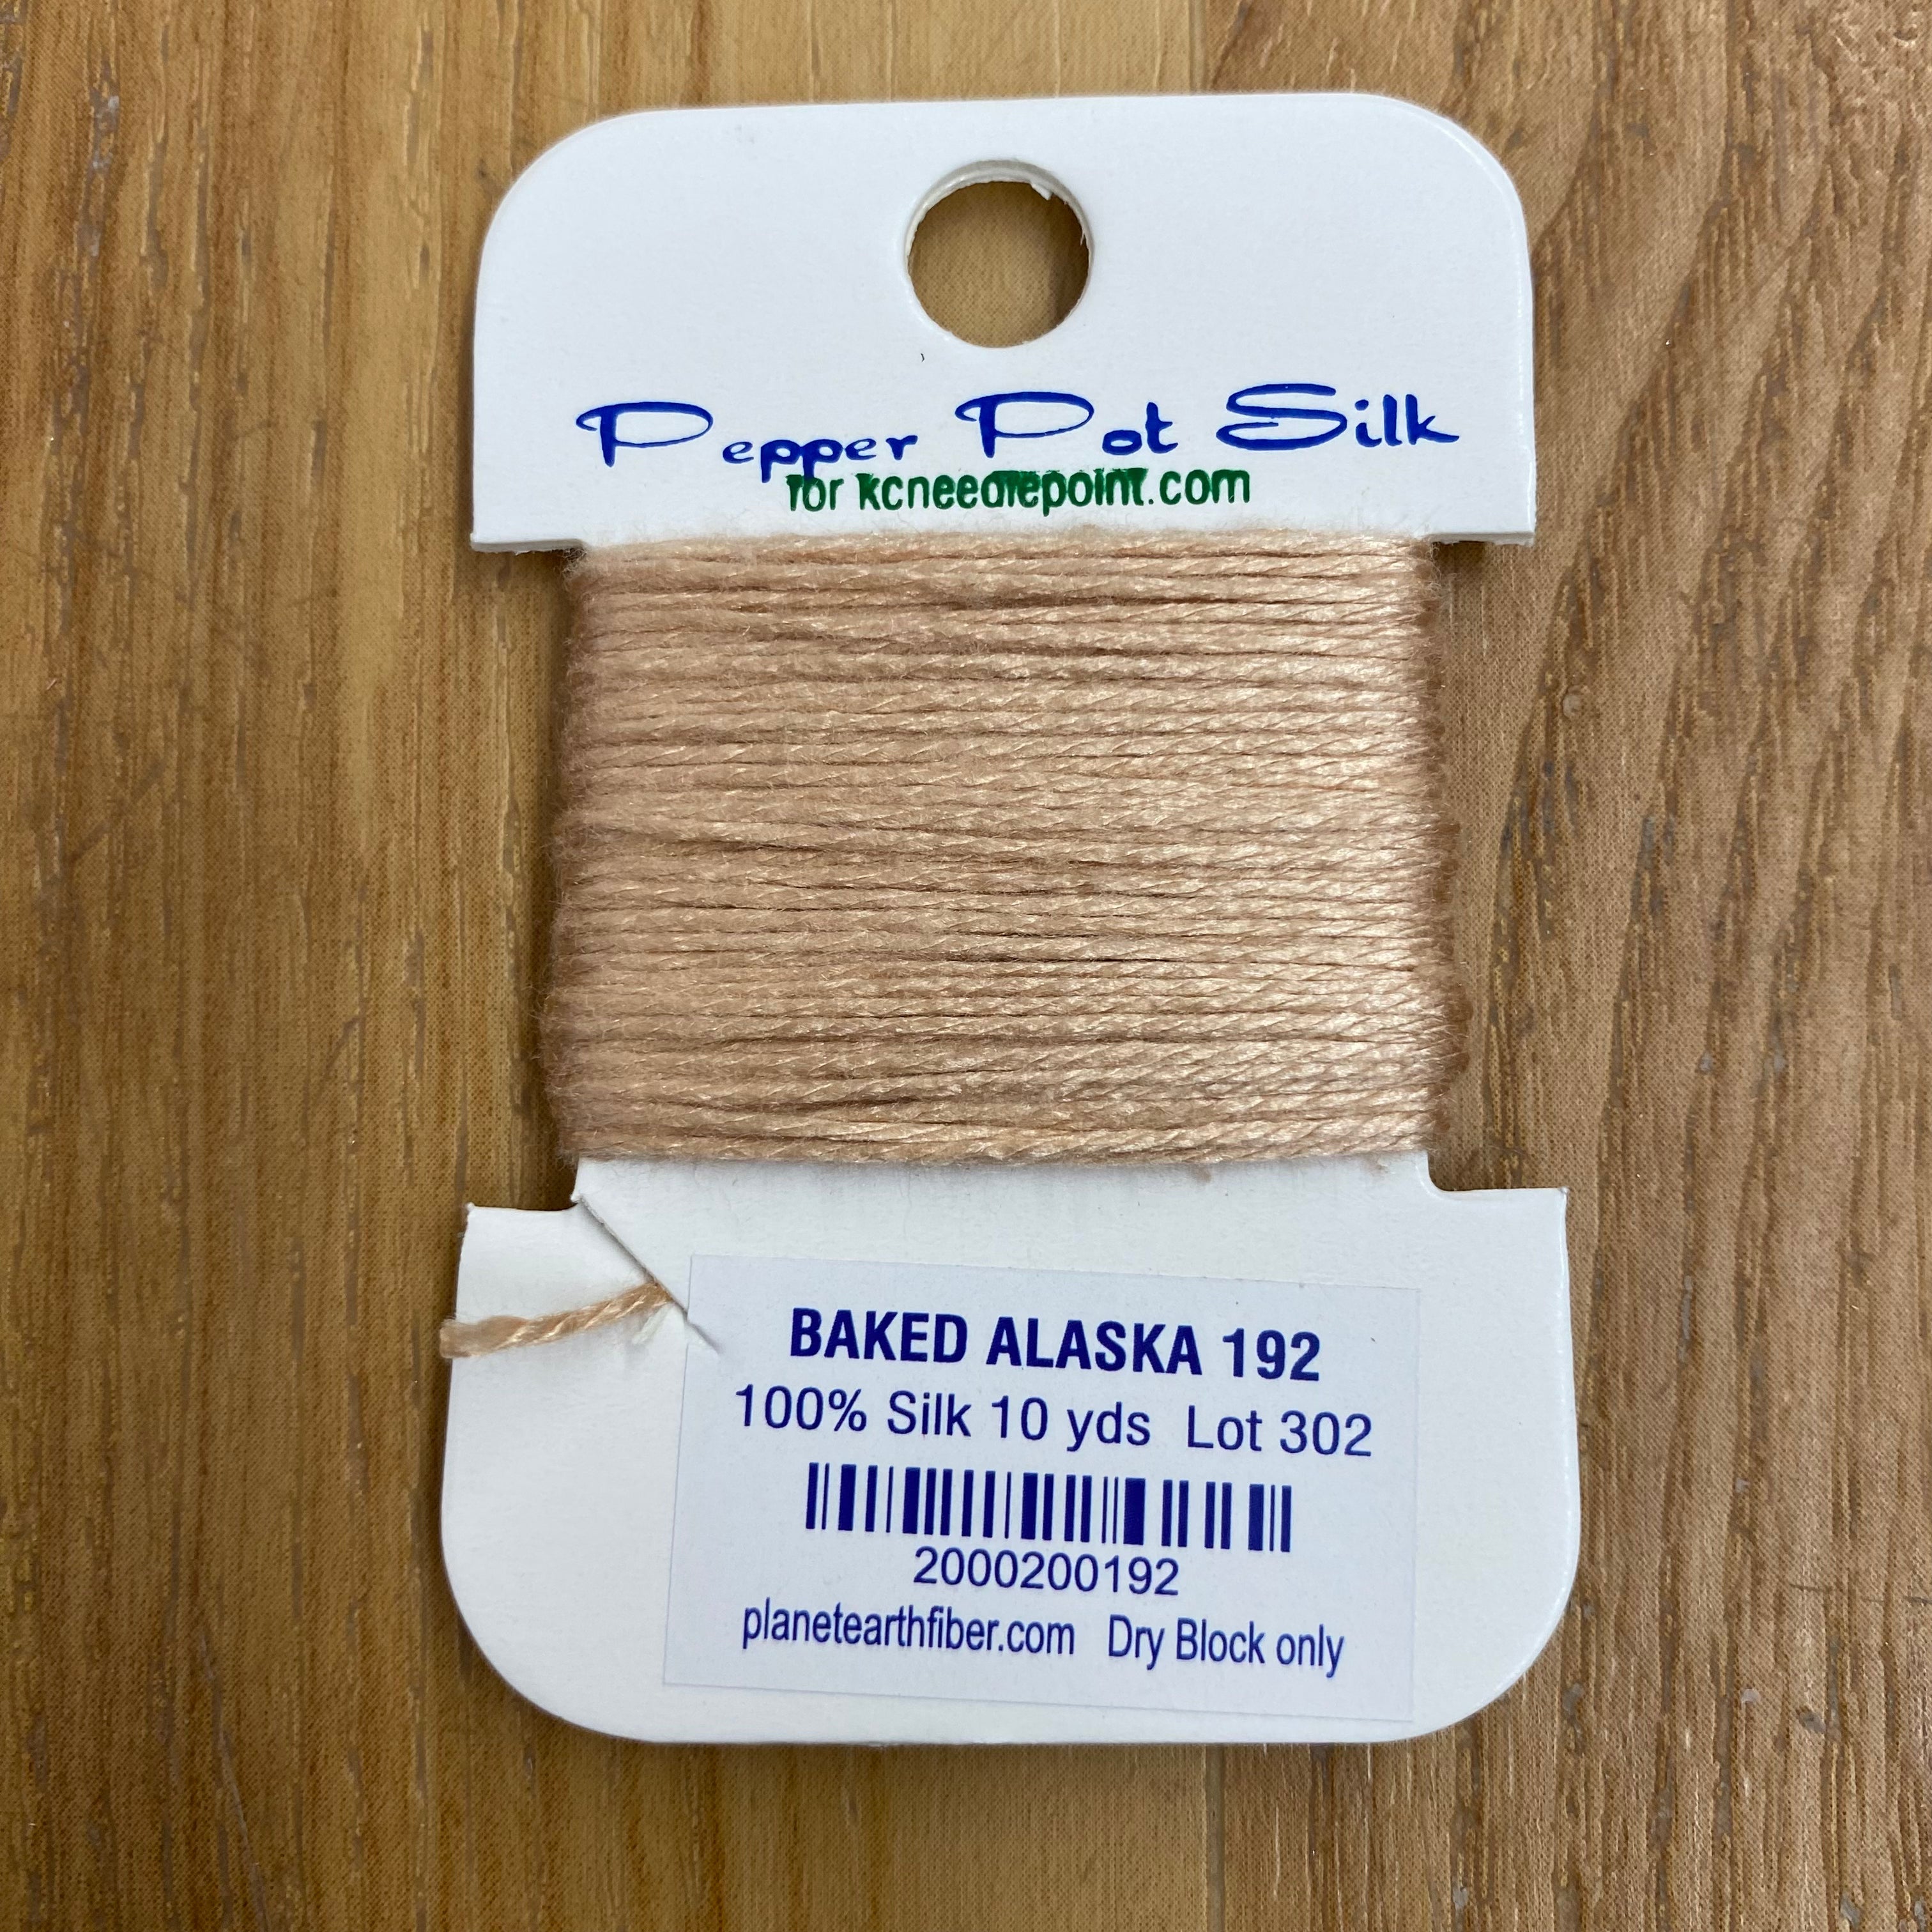 Pepper Pot Silk
for kcneedlepoint.com
BAKED ALASKA 192
100% Silk 10 yds Lot 302
2000200192
planetearthfiber.com Dry Block only